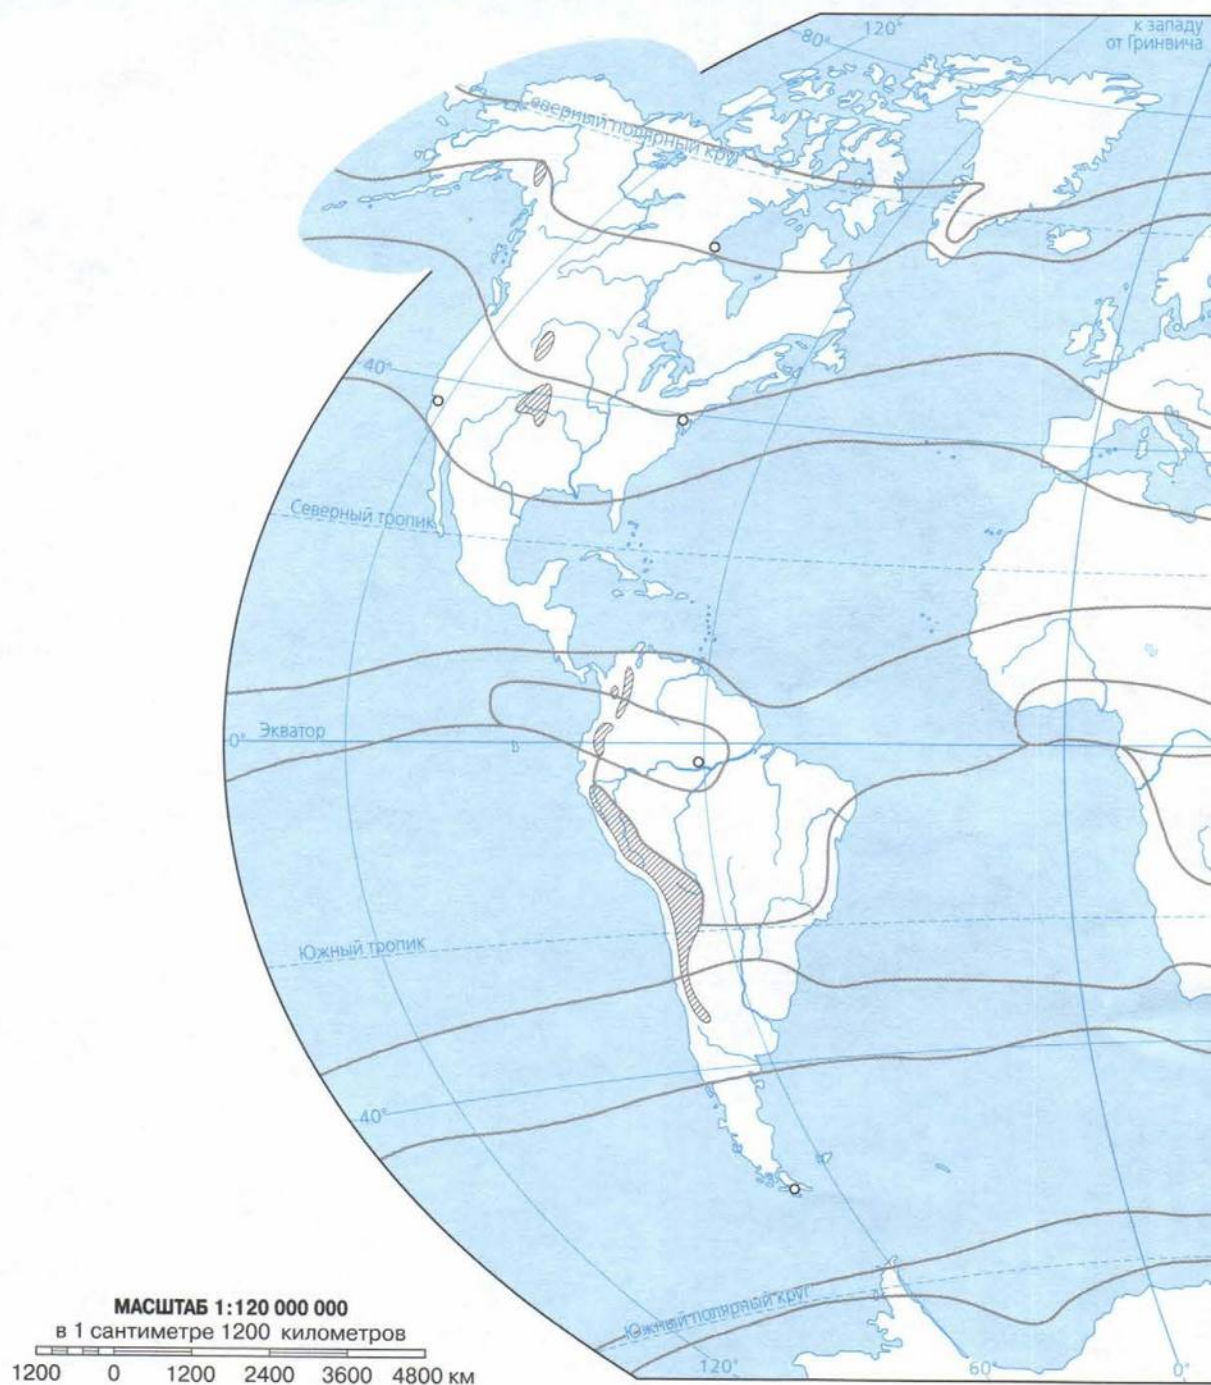 120°
к западу
80°
от Гринвича
Северный полярный круг
40°
Северный тропик
Экватор
0°
Южный тропик
40°
МАСШТАБ 1:120 000 000
в 1 сантиметре 1200 километров
1200 0 1200 2400 3600 4800 км
Южный полярный круг
120°
60°
0°